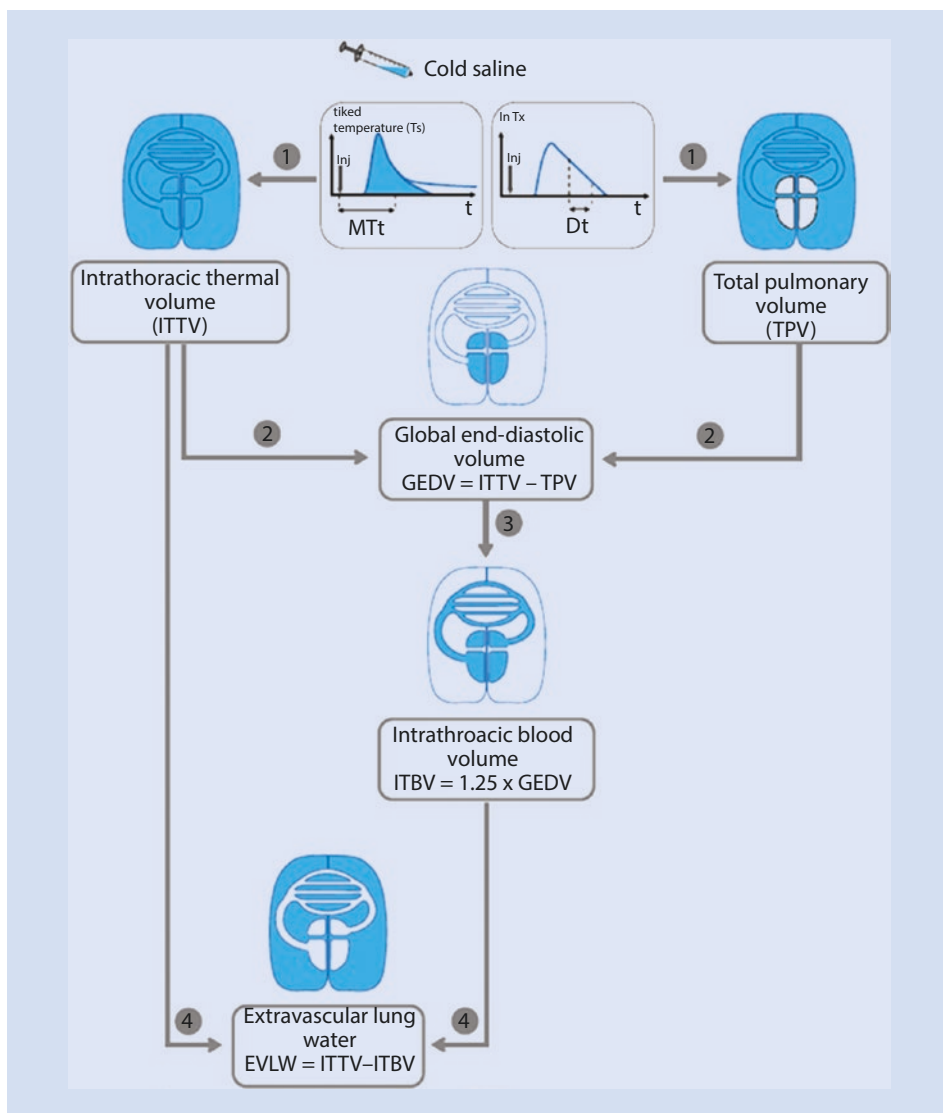 Cold saline
tiked
temperature (Ts)
Inj
t
MTt
ln Tx
Inj
t
Dt
1
1
Intrathoracic thermal
volume
(ITTV)
Total pulmonary
volume
(TPV)
2
2
Global end-diastolic
volume
GEDV = ITTV – TPV
3
Intrathroacic blood
volume
ITBV = 1.25 x GEDV
4
4
Extravascular lung
water
EVLW = ITTV–ITBV